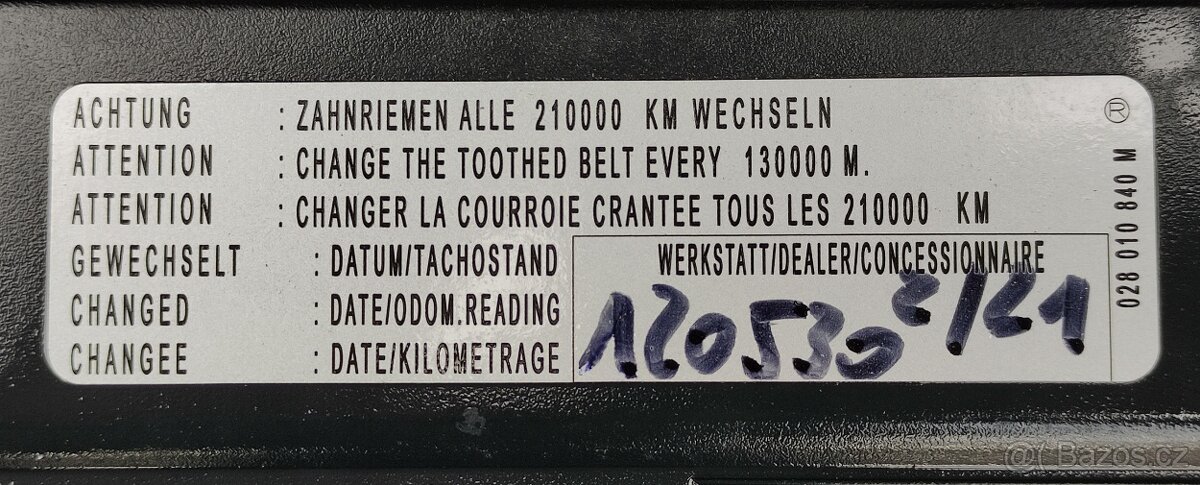 ACHTUNG : ZAHNRIEMEN ALLE 210000 KM WECHSELN
ATTENTION : CHANGE THE TOOTHED BELT EVERY 130000 M.
ATTENTION : CHANGER LA COURROIE CRANTEE TOUS LES 210000 KM
GEWECHSELT : DATUM/TACHOSTAND
CHANGED : DATE/ODOM.READING
CHANGEE : DATE/KILOMETRAGE
WERKSTATT/DEALER/CONCESSIONNAIRE
120530 2/21
®
028 010 840 M
Bazos.cz